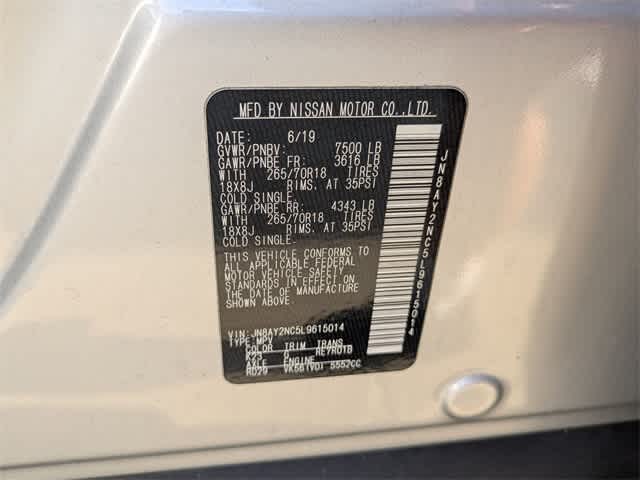 MFD BY NISSAN MOTOR CO.,LTD.
DATE: 6/19
GVWR/PNBV: 7500 LB
GAWR/PNBE FR: 3616 LB
WITH 265/70R18 TIRES
18X8J RIMS. AT 35PSI
COLD SINGLE.
GAWR/PNBE RR: 4343 LB
WITH 265/70R18 TIRES
18X8J RIMS. AT 35PSI
COLD SINGLE.
THIS VEHICLE CONFORMS TO
ALL APPLICABLE FEDERAL
MOTOR VEHICLE SAFETY
STANDARDS IN EFFECT ON
THE DATE OF MANUFACTURE
SHOWN ABOVE.
VIN: JN8AY2NC5L9615014
TYPE: MPV
COLOR TRIM TRANS
K23 G RE7R01B
AXLE ENGINE
RD20 VK56(VD) 5552CC
JN8AY2NC5L9615014